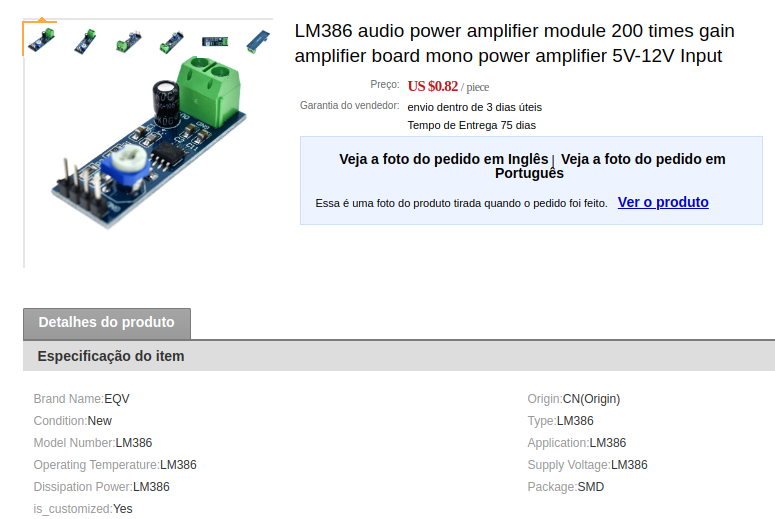 LM386 audio power amplifier module 200 times gain
amplifier board mono power amplifier 5V-12V Input
Preço: US $0.82 / piece
Garantia do vendedor: envio dentro de 3 dias úteis
Tempo de Entrega 75 dias
Veja a foto do pedido em Inglês | Veja a foto do pedido em
Português
Essa é uma foto do produto tirada quando o pedido foi feito. Ver o produto
Detalhes do produto
Especificação do item
Brand Name:EQV
Origin:CN(Origin)
Condition:New
Type:LM386
Model Number:LM386
Application:LM386
Operating Temperature:LM386
Supply Voltage:LM386
Dissipation Power:LM386
Package:SMD
is_customized:Yes